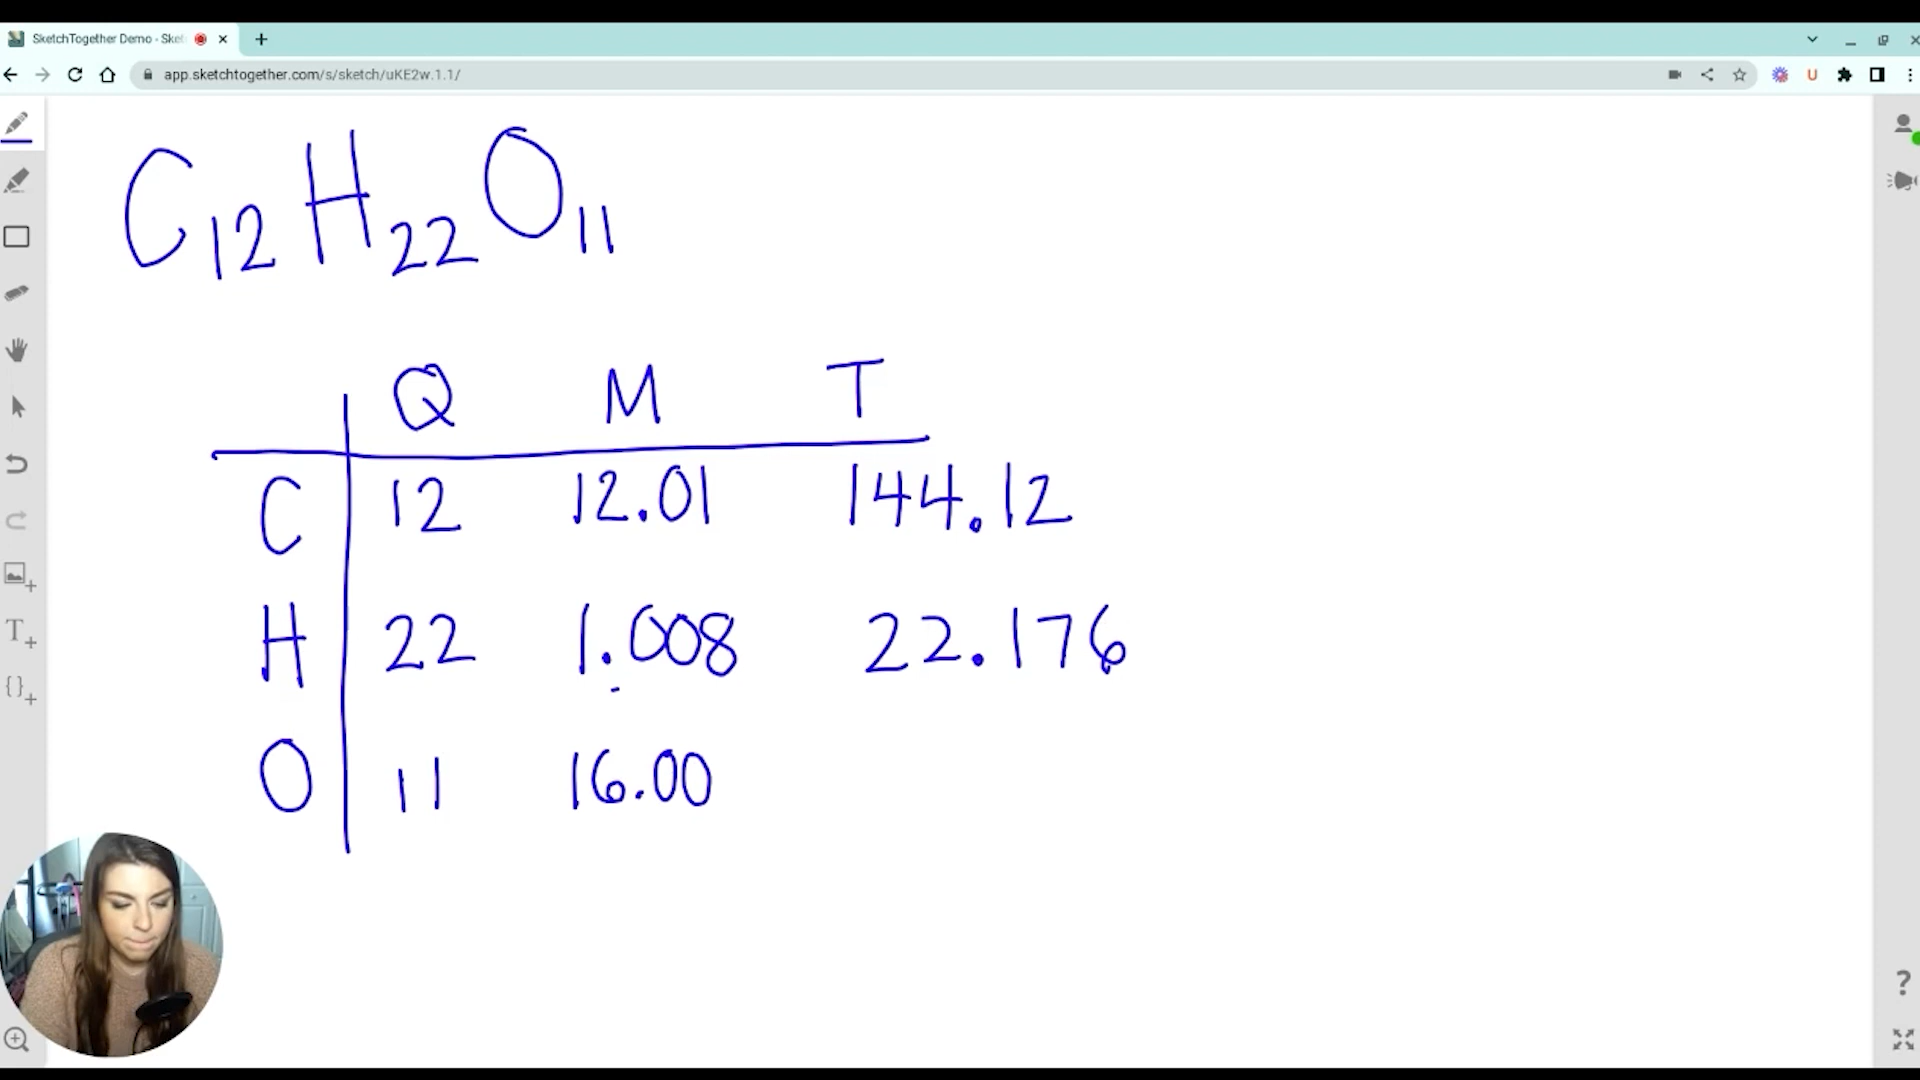 SketchTogether Demo - Sket
app.sketchtogether.com/s/sketch/uKE2w.1.1/
U
C₁₂H₂₂O₁₁
Q M T
C 12 12.01 144.12
H 22 1.008 22.176
O 11 16.00
T+
{}+
?